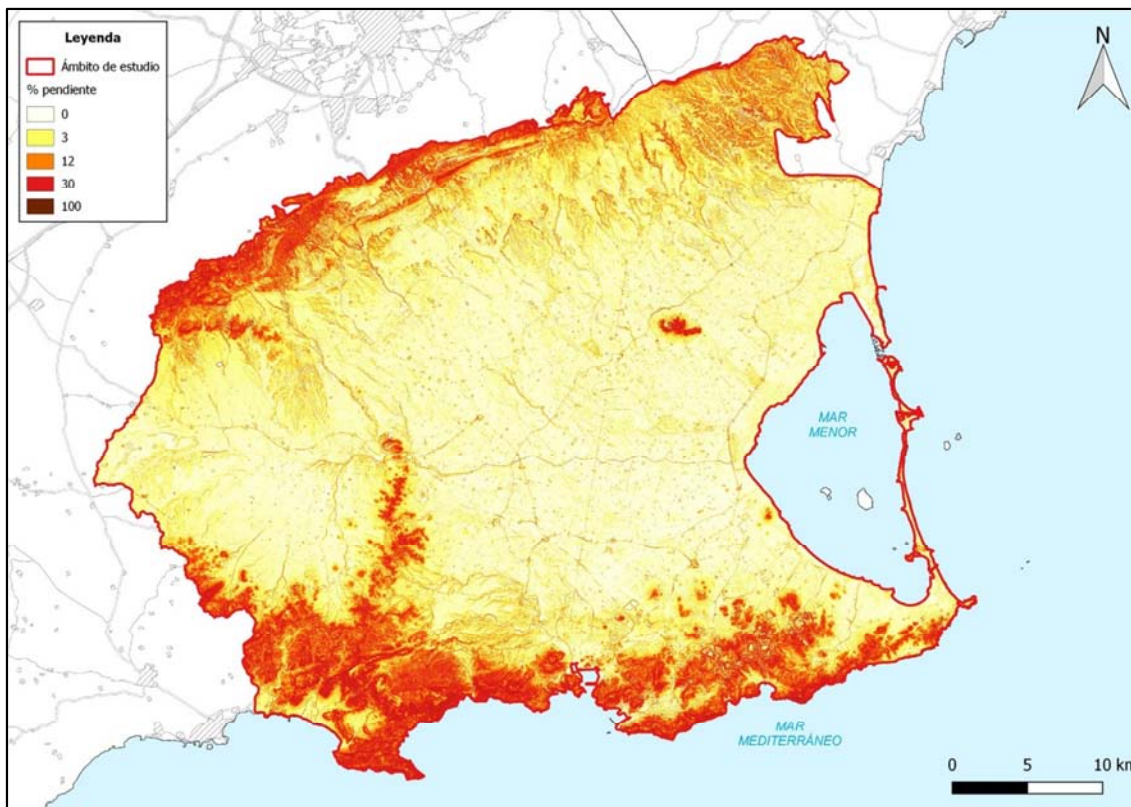 Leyenda
Ámbito de estudio
% pendiente
0
3
12
30
100
N
MAR
MENOR
MAR
MEDITERRÁNEO
0 5 10 km